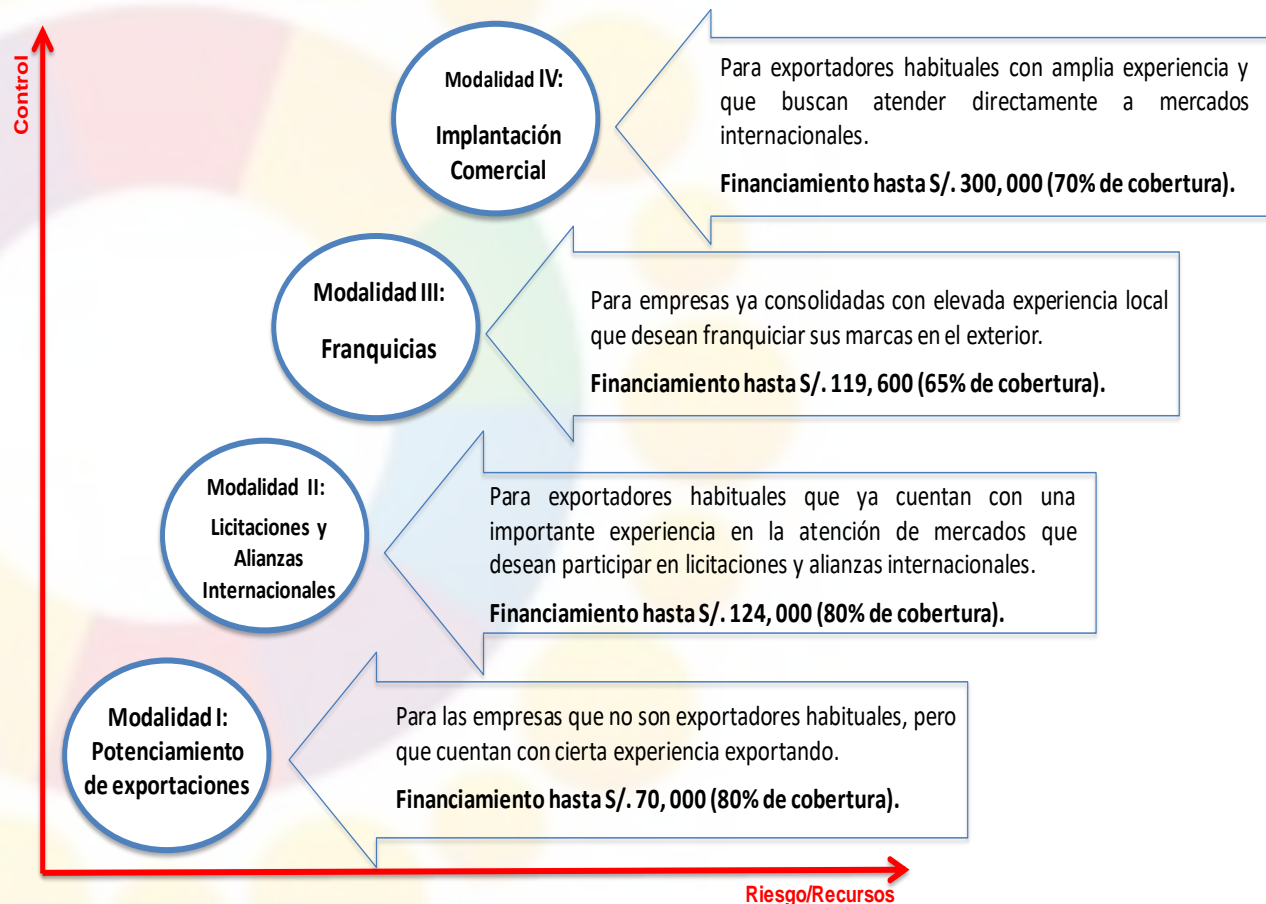 Control
Modalidad IV:
Implantación
Comercial
Para exportadores habituales con amplia experiencia y
que buscan atender directamente a mercados
internacionales.
Financiamiento hasta S/. 300, 000 (70% de cobertura).
Modalidad III:
Franquicias
Para empresas ya consolidadas con elevada experiencia local
que desean franquiciar sus marcas en el exterior.
Financiamiento hasta S/. 119, 600 (65% de cobertura).
Modalidad II:
Licitaciones y
Alianzas
Internacionales
Para exportadores habituales que ya cuentan con una
importante experiencia en la atención de mercados que
desean participar en licitaciones y alianzas internacionales.
Financiamiento hasta S/. 124, 000 (80% de cobertura).
Modalidad I:
Potenciamiento
de exportaciones
Para las empresas que no son exportadores habituales, pero
que cuentan con cierta experiencia exportando.
Financiamiento hasta S/. 70, 000 (80% de cobertura).
Riesgo/Recursos